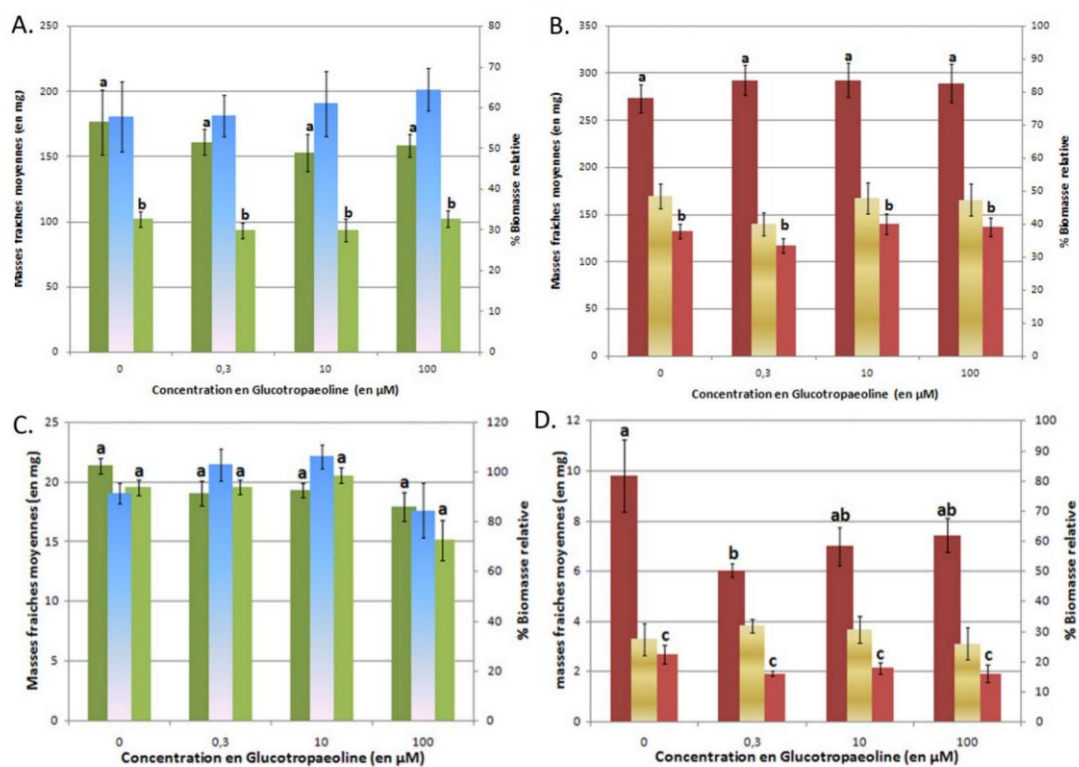 A.
Masses fraiches moyennes (en mg)
250
200
150
100
50
0
80
70
60
50
40
30
20
10
0
% Biomasse relative
a
b
a
b
a
b
a
b
0
0,3
10
100
Concentration en Glucotropaeoline (en µM)
B.
Masses fraiches moyennes (en mg)
350
300
250
200
150
100
50
0
100
90
80
70
60
50
40
30
20
10
0
% Biomasse relative
a
b
a
b
a
b
a
b
0
0,3
10
100
Concentration en Glucotropaeoline (en µM)
C.
Masses fraiches moyennes (en mg)
25
20
15
10
5
0
120
100
80
60
40
20
0
% Biomasse relative
a
a
a
a
a
a
a
a
0
0,3
10
100
Concentration en Glucotropaeoline (en µM)
D.
masses fraiches moyennes (en mg)
12
10
8
6
4
2
0
100
90
80
70
60
50
40
30
20
10
0
% Biomasse relative
a
c
b
c
ab
c
ab
c
0
0,3
10
100
Concentration en Glucotropaeoline (en µM)